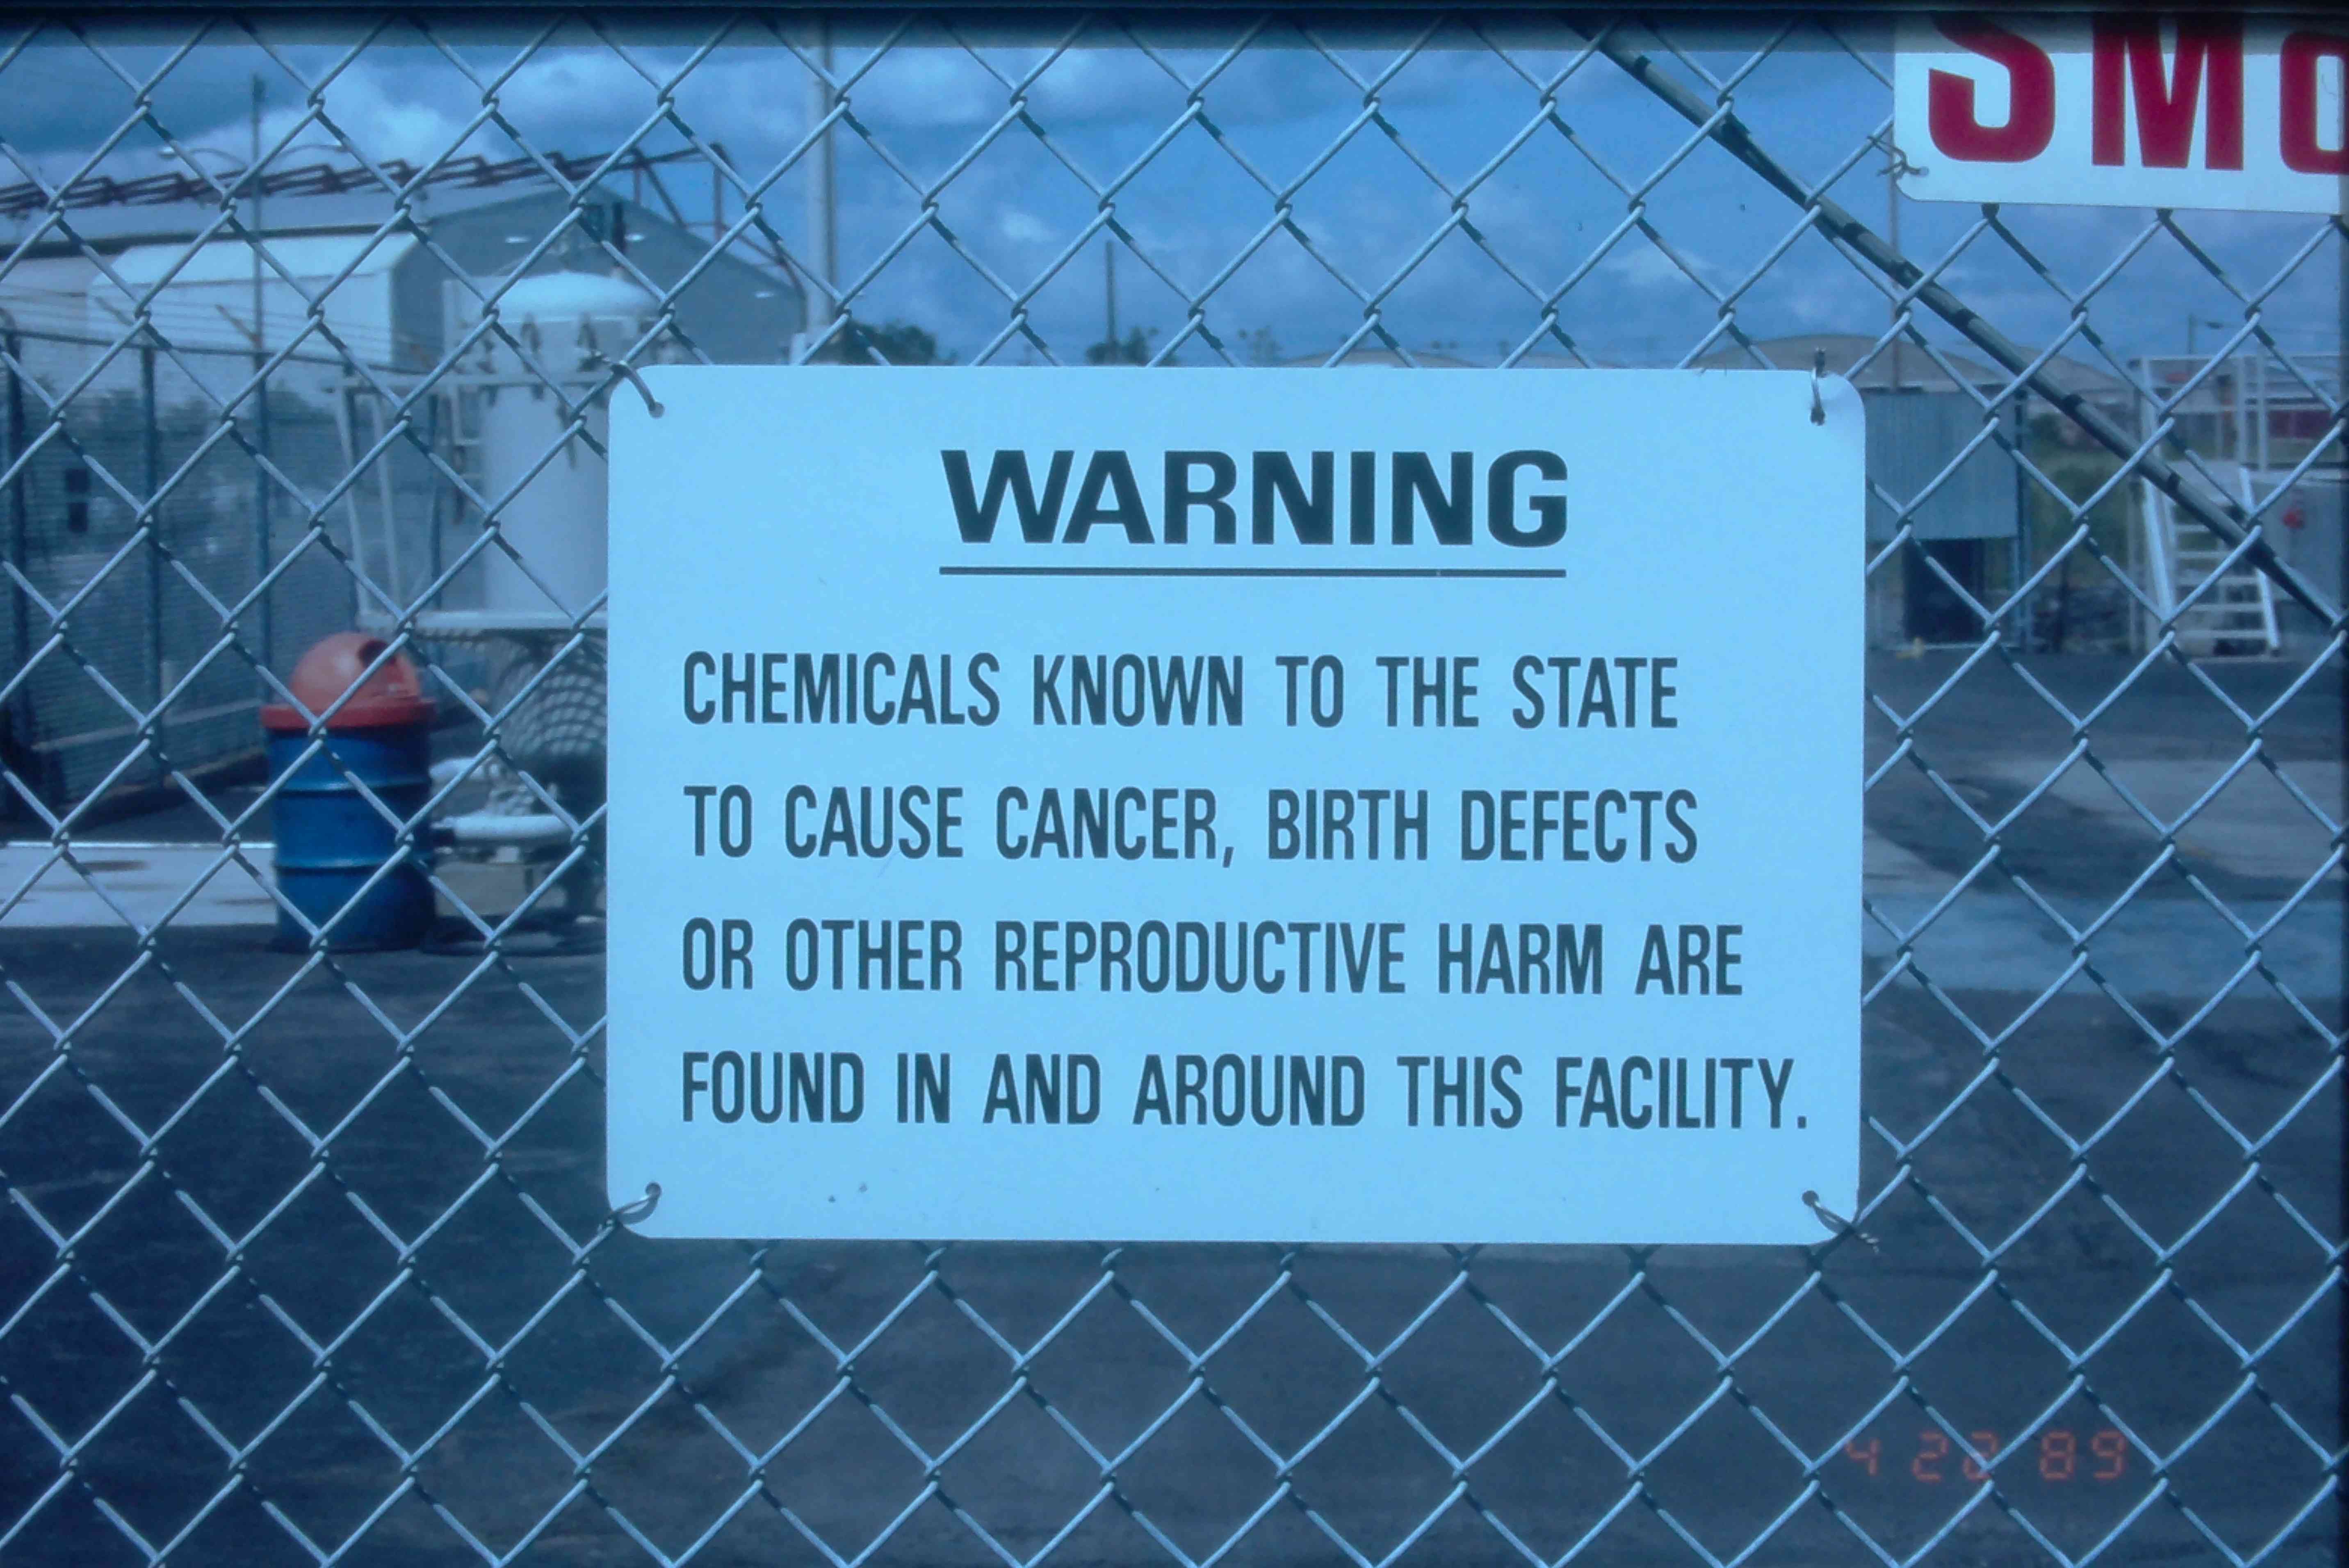 SMO
WARNING
CHEMICALS KNOWN TO THE STATE
TO CAUSE CANCER, BIRTH DEFECTS
OR OTHER REPRODUCTIVE HARM ARE
FOUND IN AND AROUND THIS FACILITY.
4 22 89